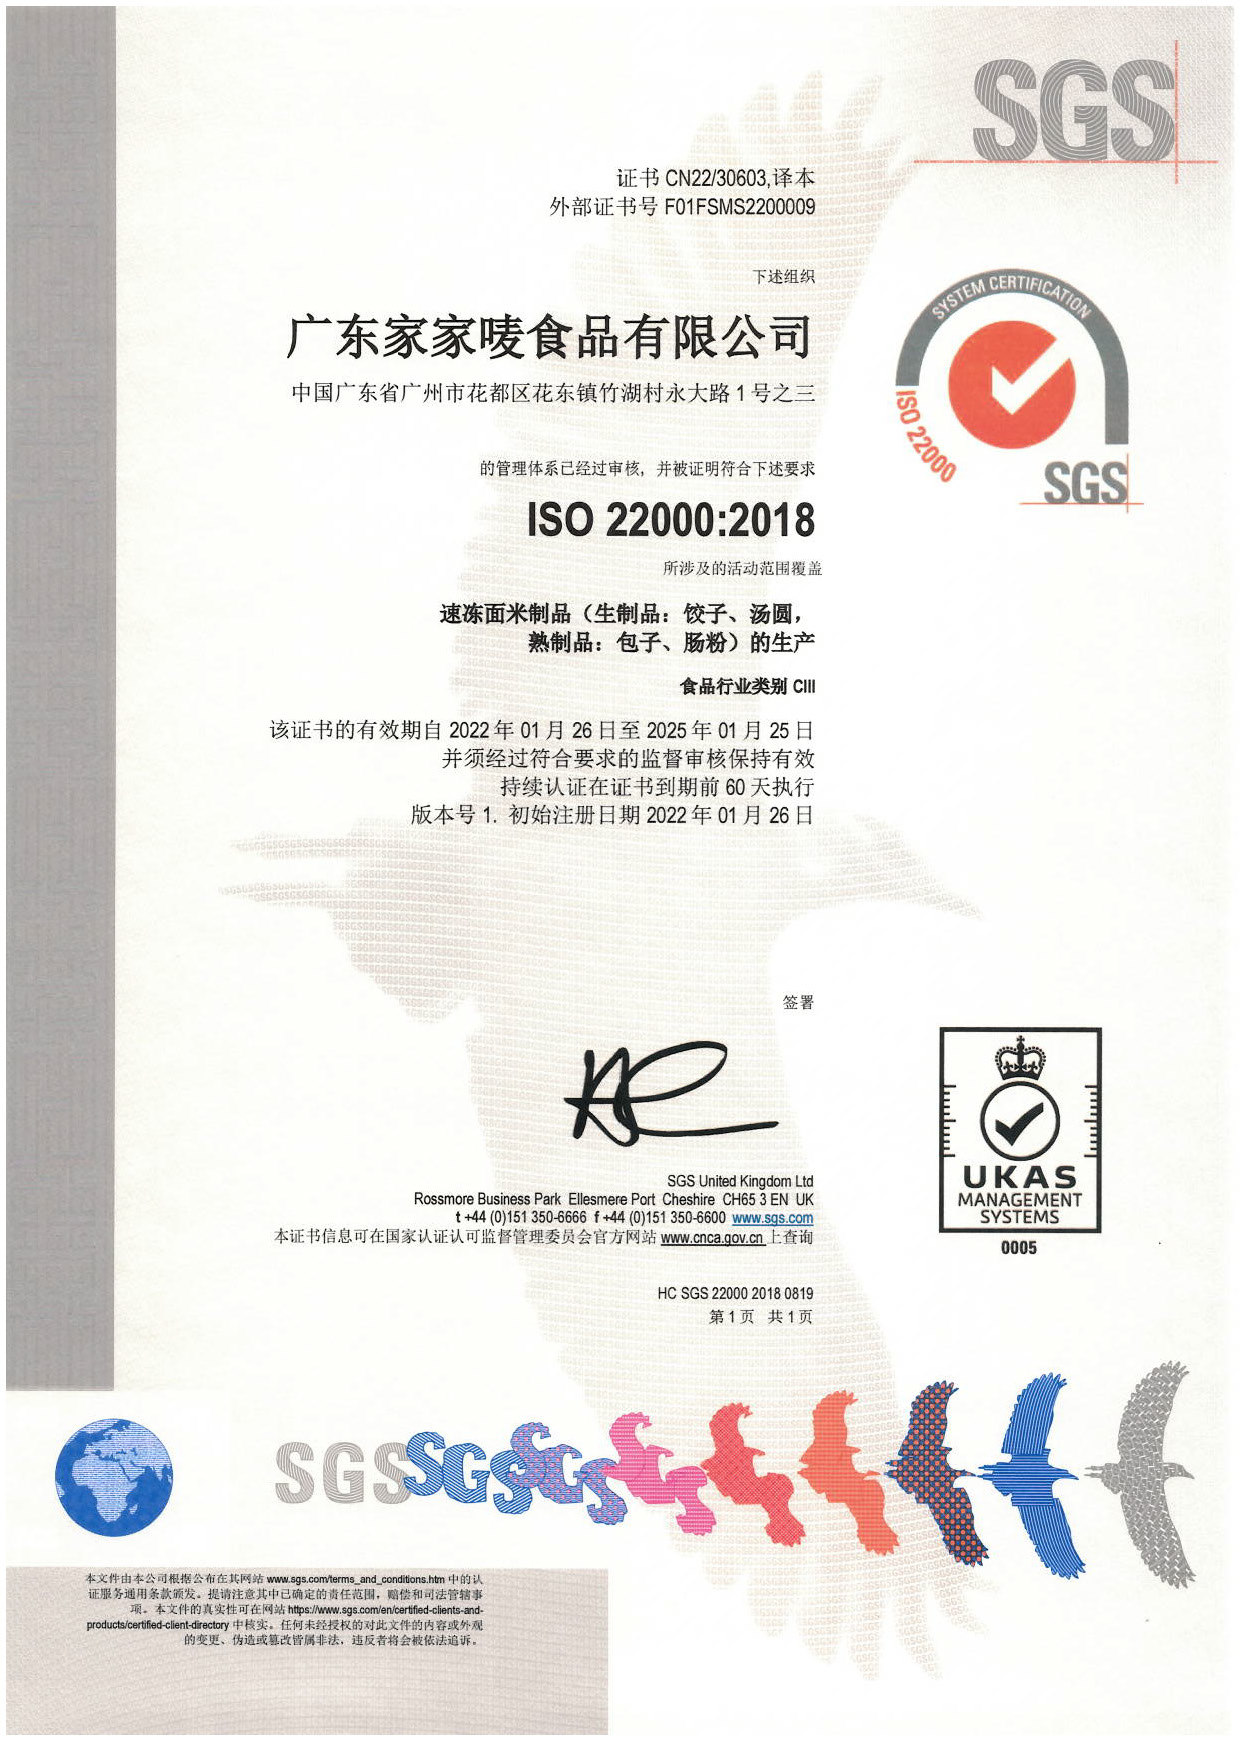 SGS
证书 CN22/30603,译本
外部证书号 F01FSMS2200009
下述组织
广东家家唛食品有限公司
中国广东省广州市花都区花东镇竹湖村永大路 1 号之三
SYSTEM CERTIFICATION
ISO 22000
SGS
的管理体系已经过审核，并被证明符合下述要求
ISO 22000:2018
所涉及的活动范围覆盖
速冻面米制品（生制品：饺子、汤圆，
熟制品：包子、肠粉）的生产
食品行业类别 CIII
该证书的有效期自 2022 年 01 月 26 日至 2025 年 01 月 25 日
并须经过符合要求的监督审核保持有效
持续认证在证书到期前 60 天执行
版本号 1. 初始注册日期 2022 年 01 月 26 日
签署
SGS United Kingdom Ltd
Rossmore Business Park Ellesmere Port Cheshire CH65 3 EN UK
t +44 (0)151 350-6666 f +44 (0)151 350-6600 www.sgs.com
本证书信息可在国家认证认可监督管理委员会官方网站 www.cnca.gov.cn 上查询
UKAS
MANAGEMENT
SYSTEMS
0005
HC SGS 22000 2018 0819
第 1 页 共 1 页
SGS
SGS
本文件由本公司根据公布在其网站 www.sgs.com/terms_and_conditions.htm 中的认
证服务通用条款颁发。提请注意其中已确定的责任范围，赔偿和司法管辖事
项。本文件的真实性可在网站 https://www.sgs.com/en/certified-clients-and-
products/certified-client-directory 中核实。任何未经授权的对此文件的内容或外观
的变更、伪造或篡改皆属非法，违反者将会被依法追诉。